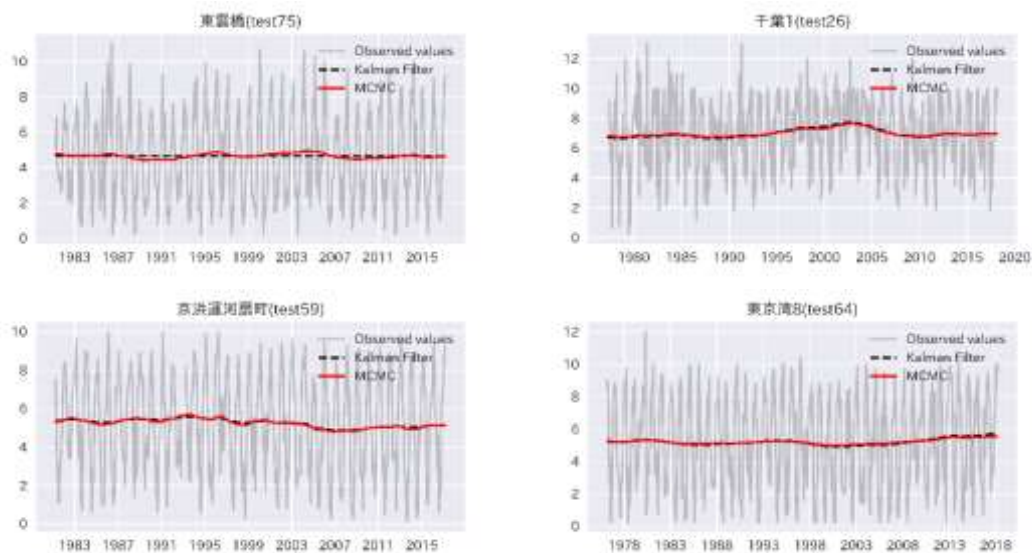 東雲橋(test75)
10
8
6
4
2
0
Observed values
Kalman Filter
MCMC
1983 1987 1991 1995 1999 2003 2007 2011 2015
千葉1(test26)
12
10
8
6
4
2
0
Observed values
Kalman Filter
MCMC
1980 1985 1990 1995 2000 2005 2010 2015 2020
京浜運河扇町(test59)
10
8
6
4
2
0
Observed values
Kalman Filter
MCMC
1983 1987 1991 1995 1999 2003 2007 2011 2015
東京湾8(test64)
12
10
8
6
4
2
0
Observed values
Kalman Filter
MCMC
1978 1983 1988 1993 1998 2003 2008 2013 2018